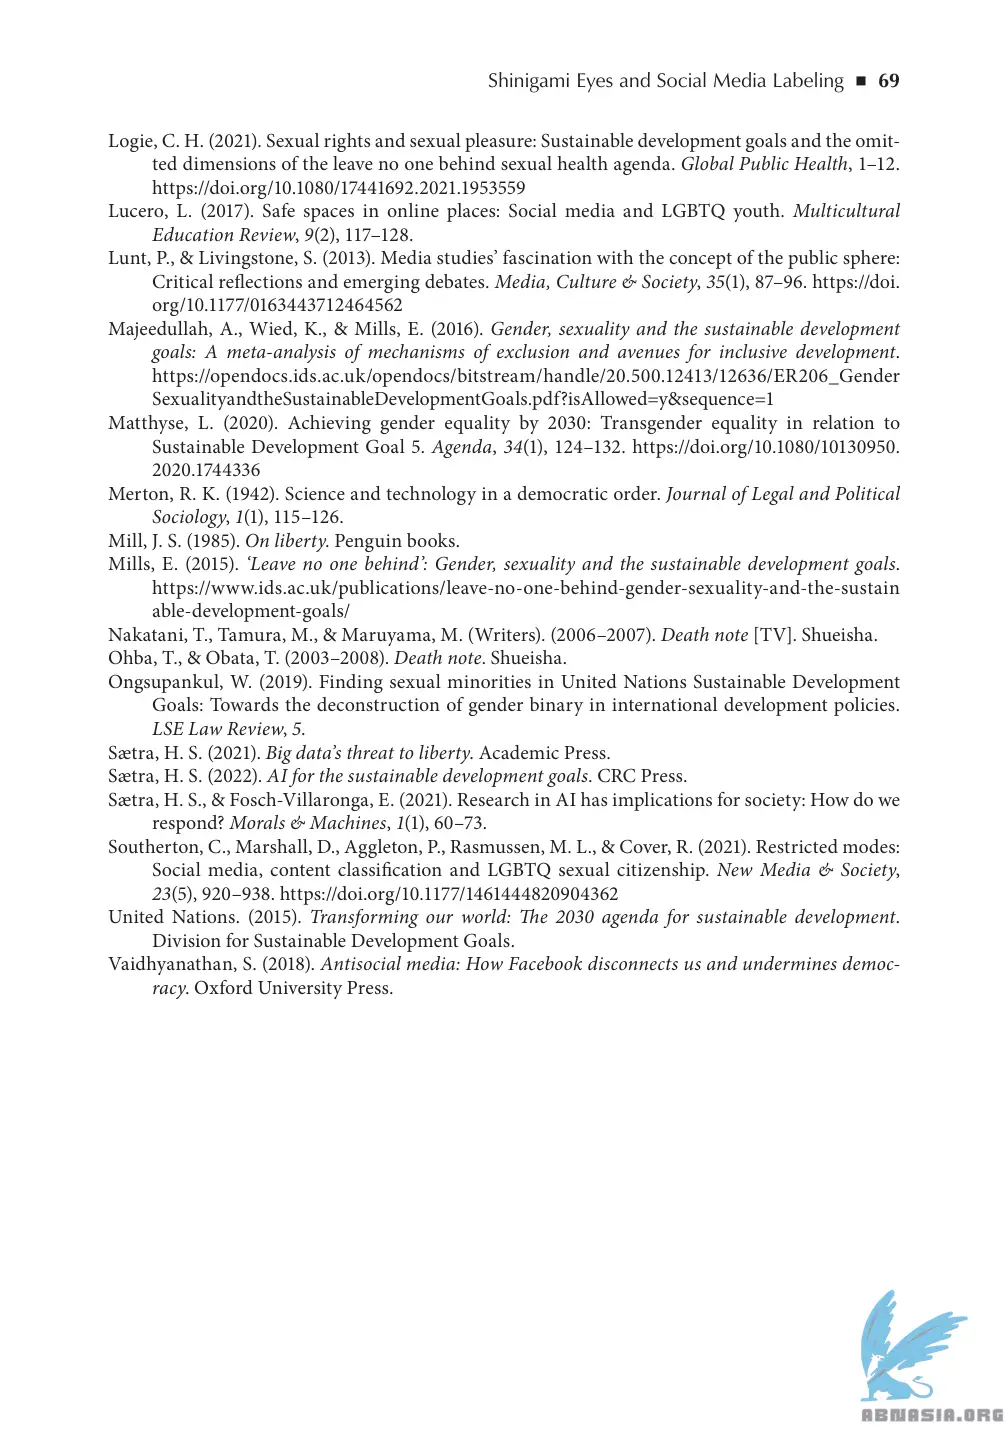 Shinigami Eyes and Social Media Labeling ■ 69
Logie, C. H. (2021). Sexual rights and sexual pleasure: Sustainable development goals and the omit-
ted dimensions of the leave no one behind sexual health agenda. Global Public Health, 1–12.
https://doi.org/10.1080/17441692.2021.1953559
Lucero, L. (2017). Safe spaces in online places: Social media and LGBTQ youth. Multicultural
Education Review, 9(2), 117–128.
Lunt, P., & Livingstone, S. (2013). Media studies’ fascination with the concept of the public sphere:
Critical reflections and emerging debates. Media, Culture & Society, 35(1), 87–96. https://doi.
org/10.1177/0163443712464562
Majeedullah, A., Wied, K., & Mills, E. (2016). Gender, sexuality and the sustainable development
goals: A meta-analysis of mechanisms of exclusion and avenues for inclusive development.
https://opendocs.ids.ac.uk/opendocs/bitstream/handle/20.500.12413/12636/ER206_Gender
SexualityandtheSustainableDevelopmentGoals.pdf?isAllowed=y&sequence=1
Matthyse, L. (2020). Achieving gender equality by 2030: Transgender equality in relation to
Sustainable Development Goal 5. Agenda, 34(1), 124–132. https://doi.org/10.1080/10130950.
2020.1744336
Merton, R. K. (1942). Science and technology in a democratic order. Journal of Legal and Political
Sociology, 1(1), 115–126.
Mill, J. S. (1985). On liberty. Penguin books.
Mills, E. (2015). ‘Leave no one behind’: Gender, sexuality and the sustainable development goals.
https://www.ids.ac.uk/publications/leave-no-one-behind-gender-sexuality-and-the-sustain
able-development-goals/
Nakatani, T., Tamura, M., & Maruyama, M. (Writers). (2006–2007). Death note [TV]. Shueisha.
Ohba, T., & Obata, T. (2003–2008). Death note. Shueisha.
Ongsupankul, W. (2019). Finding sexual minorities in United Nations Sustainable Development
Goals: Towards the deconstruction of gender binary in international development policies.
LSE Law Review, 5.
Sætra, H. S. (2021). Big data’s threat to liberty. Academic Press.
Sætra, H. S. (2022). AI for the sustainable development goals. CRC Press.
Sætra, H. S., & Fosch-Villaronga, E. (2021). Research in AI has implications for society: How do we
respond? Morals & Machines, 1(1), 60–73.
Southerton, C., Marshall, D., Aggleton, P., Rasmussen, M. L., & Cover, R. (2021). Restricted modes:
Social media, content classification and LGBTQ sexual citizenship. New Media & Society,
23(5), 920–938. https://doi.org/10.1177/1461444820904362
United Nations. (2015). Transforming our world: The 2030 agenda for sustainable development.
Division for Sustainable Development Goals.
Vaidhyanathan, S. (2018). Antisocial media: How Facebook disconnects us and undermines democ-
racy. Oxford University Press.
ABNASIA.ORG